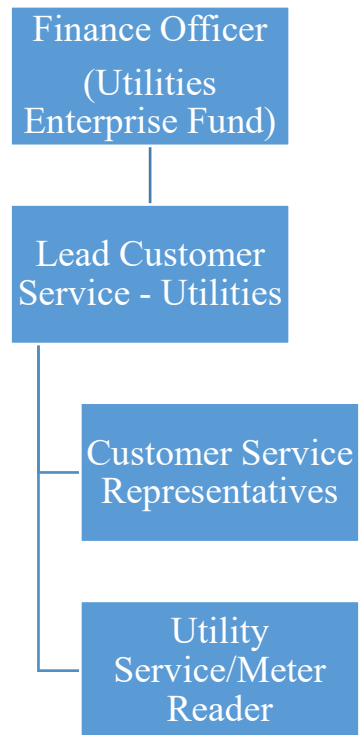 Finance Officer
(Utilities
Enterprise Fund)
Lead Customer
Service - Utilities
Customer Service
Representatives
Utility
Service/Meter
Reader